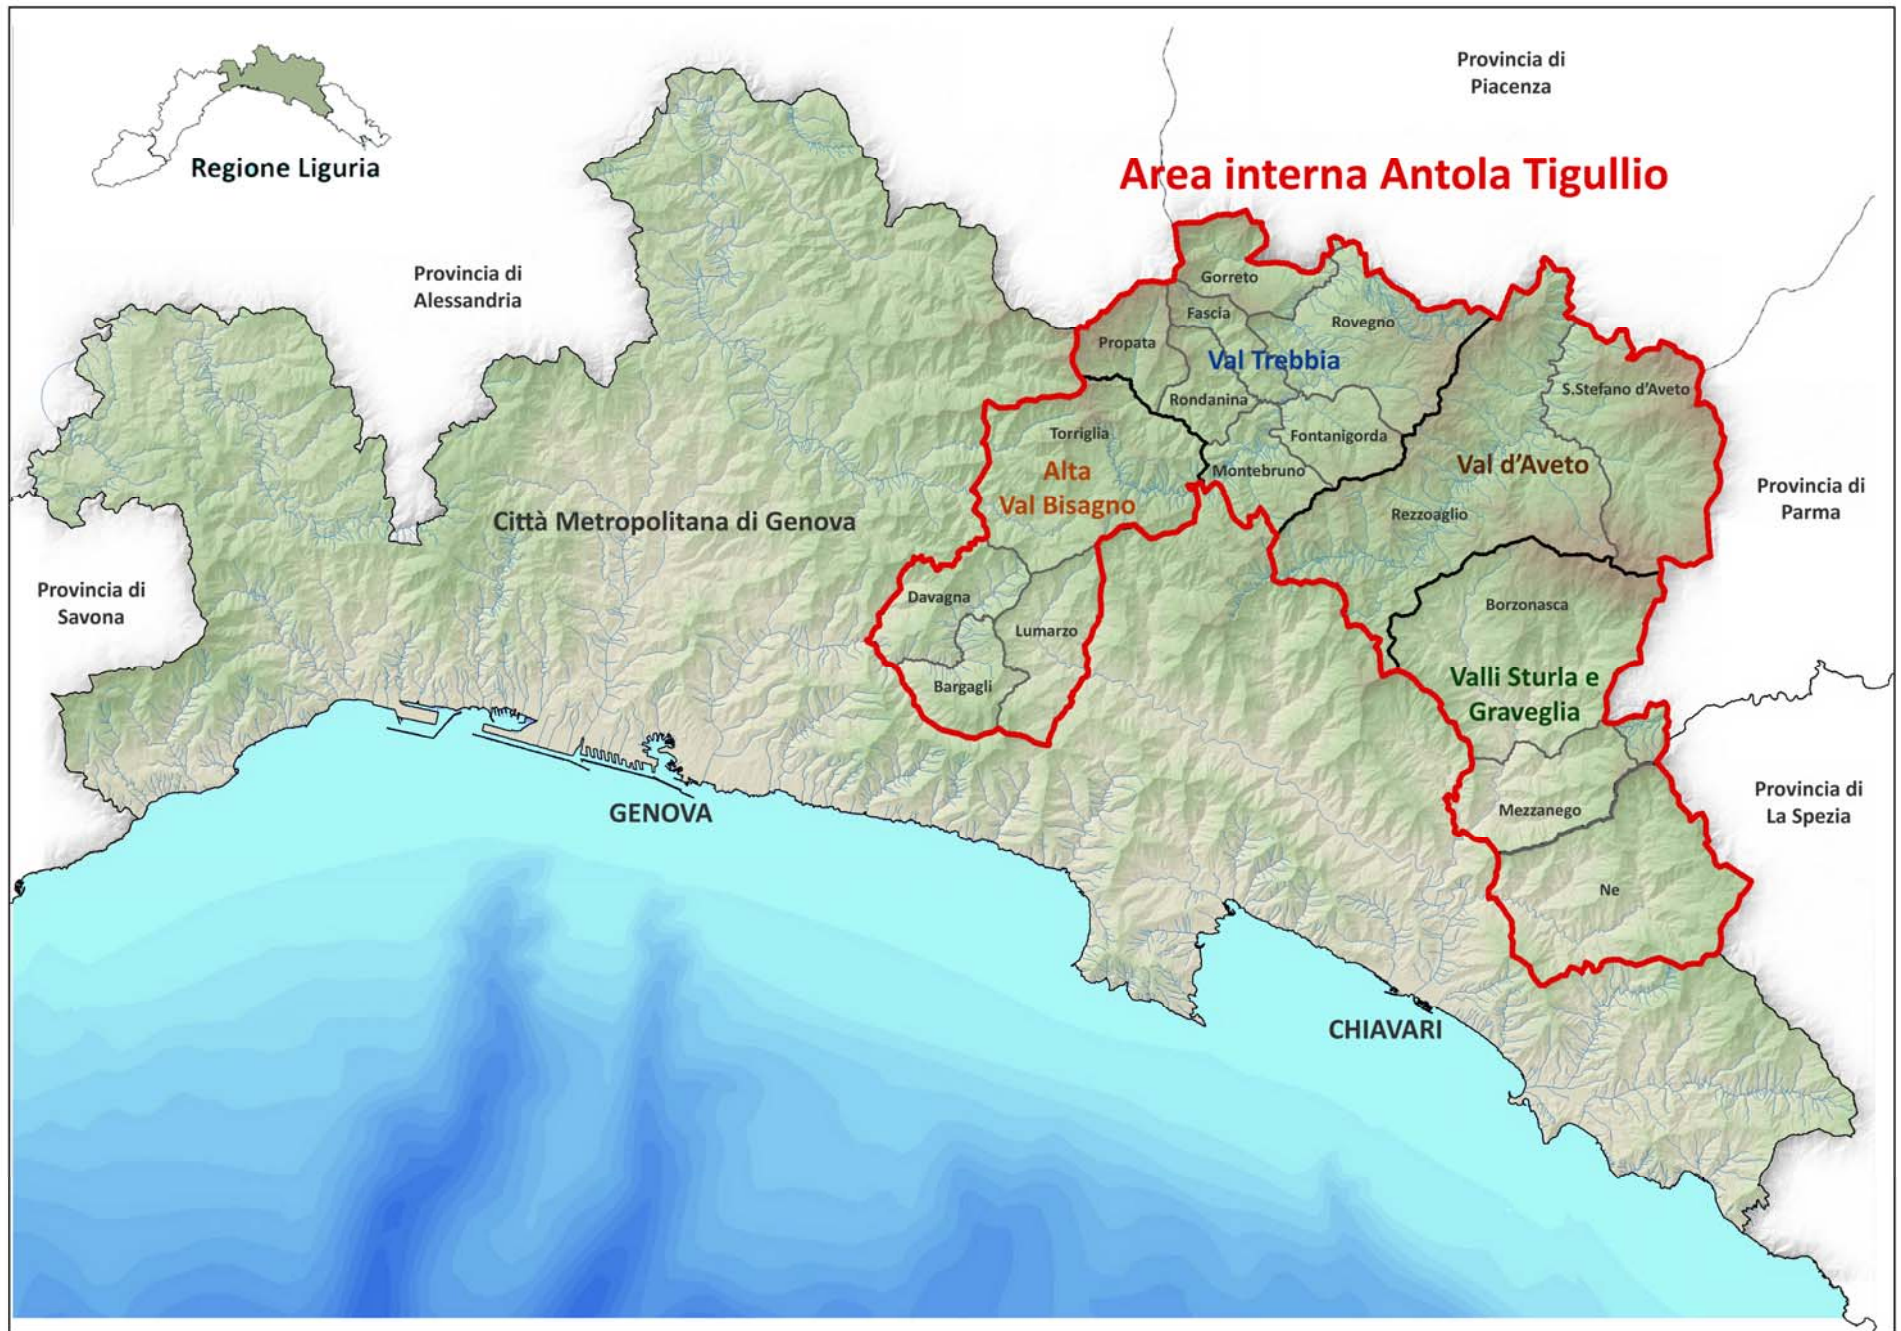 Provincia di
Piacenza
Regione Liguria
Area interna Antola Tigullio
Provincia di
Alessandria
Gorreto
Fascia
Rovegno
Propata
Val Trebbia
S.Stefano d'Aveto
Rondanina
Torriglia
Fontanigorda
Alta
Val Bisagno
Montebruno
Val d'Aveto
Rezzoaglio
Provincia di
Parma
Città Metropolitana di Genova
Provincia di
Savona
Davagna
Lumarzo
Bargagli
Borzonasca
Valli Sturla e
Graveglia
Mezzanego
Provincia di
La Spezia
GENOVA
Ne
CHIAVARI